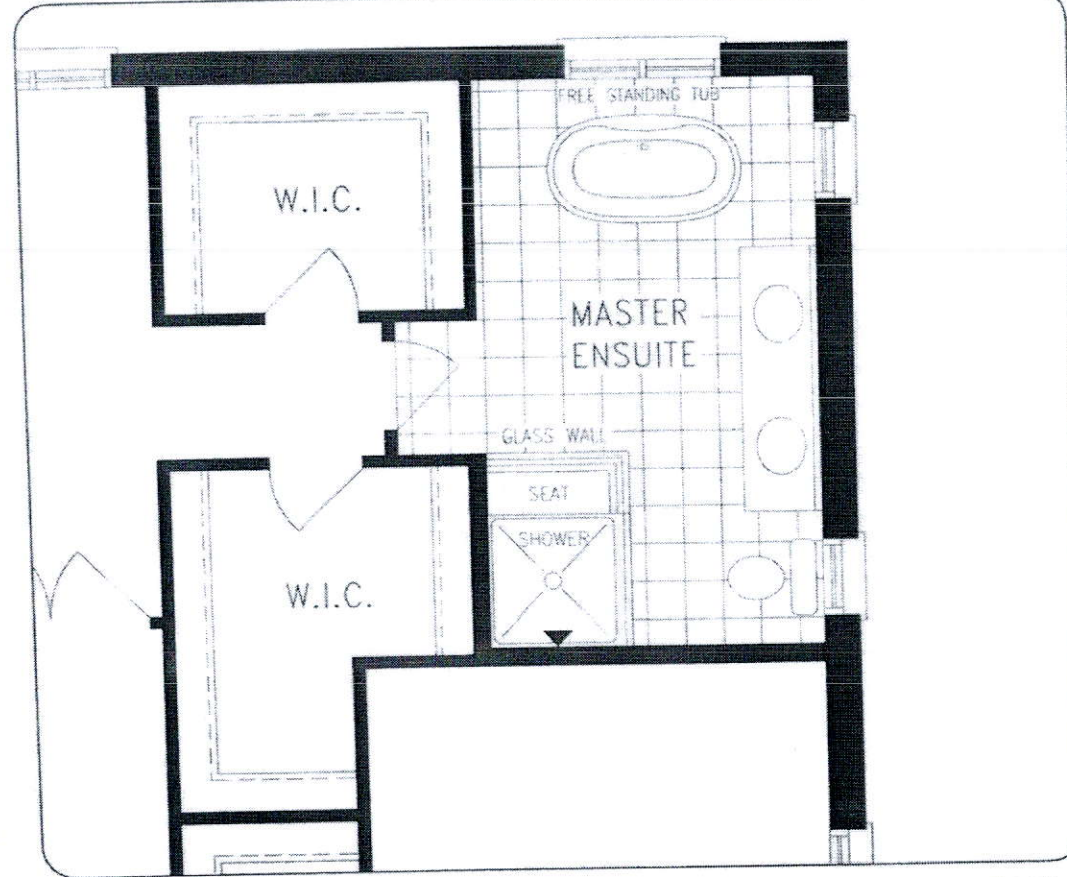 FREE STANDING TUB
W.I.C.
MASTER
ENSUITE
GLASS WALL
SEAT
SHOWER
W.I.C.